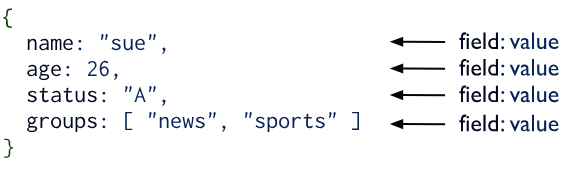 {
name: "sue", field: value
age: 26, field: value
status: "A", field: value
groups: [ "news", "sports" ] field: value
}